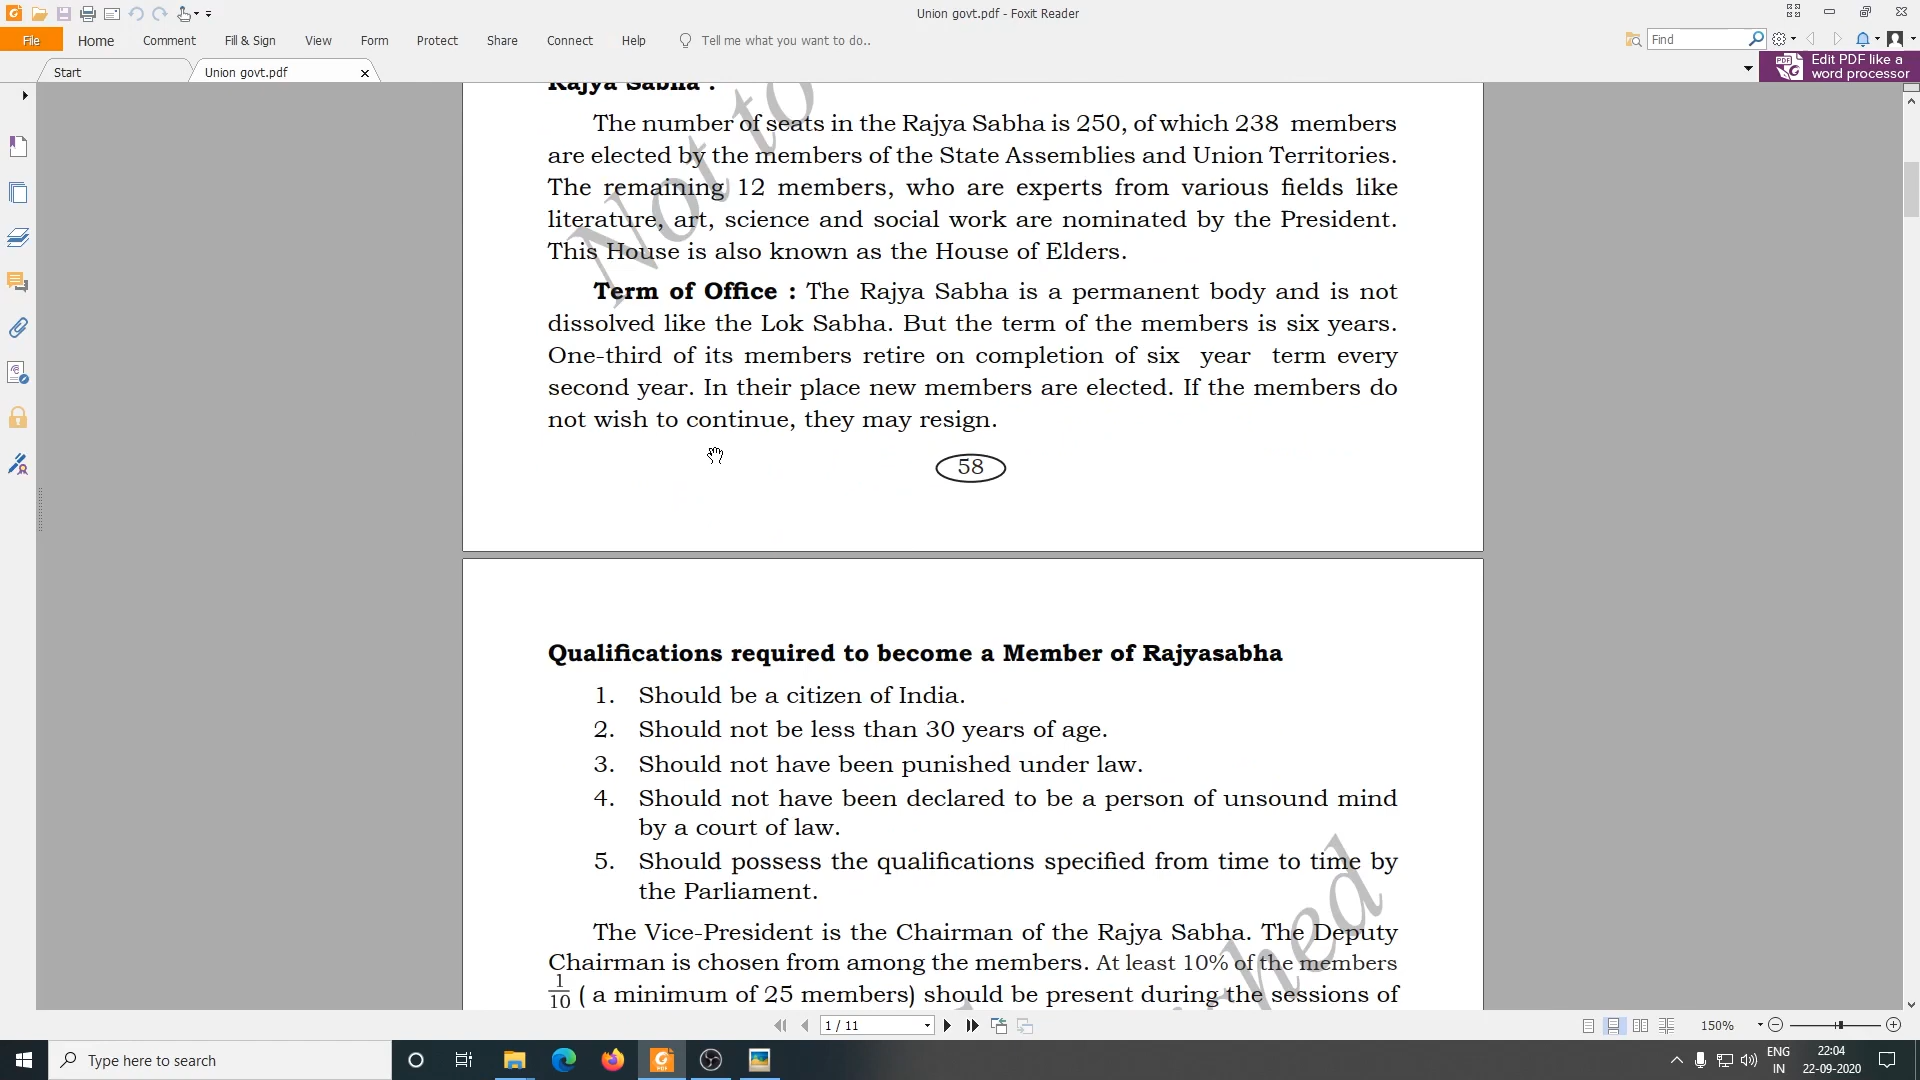 Union govt.pdf - Foxit Reader
File Home Comment Fill & Sign View Form Protect Share Connect Help Tell me what you want to do.. Find
Start Union govt.pdf Edit PDF like a
word processor
Rajya Sabha :
The number of seats in the Rajya Sabha is 250, of which 238 members
are elected by the members of the State Assemblies and Union Territories.
The remaining 12 members, who are experts from various fields like
literature, art, science and social work are nominated by the President.
This House is also known as the House of Elders.
Term of Office : The Rajya Sabha is a permanent body and is not
dissolved like the Lok Sabha. But the term of the members is six years.
One-third of its members retire on completion of six year term every
second year. In their place new members are elected. If the members do
not wish to continue, they may resign.
58
Not to
Qualifications required to become a Member of Rajyasabha
1. Should be a citizen of India.
2. Should not be less than 30 years of age.
3. Should not have been punished under law.
4. Should not have been declared to be a person of unsound mind
by a court of law.
5. Should possess the qualifications specified from time to time by
the Parliament.
The Vice-President is the Chairman of the Rajya Sabha. The Deputy
Chairman is chosen from among the members. At least 10% of the members
1/10 ( a minimum of 25 members) should be present during the sessions of
hed
1 / 11 150%
Type here to search
ENG
IN
22:04
22-09-2020